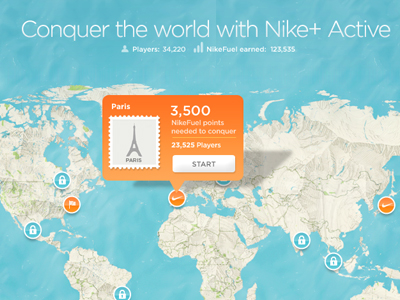 Conquer the world with Nike+ Active
Players: 34,220 NikeFuel earned: 123,535
Paris
3,500
NikeFuel points
needed to conquer
23,525 Players
PARIS
START